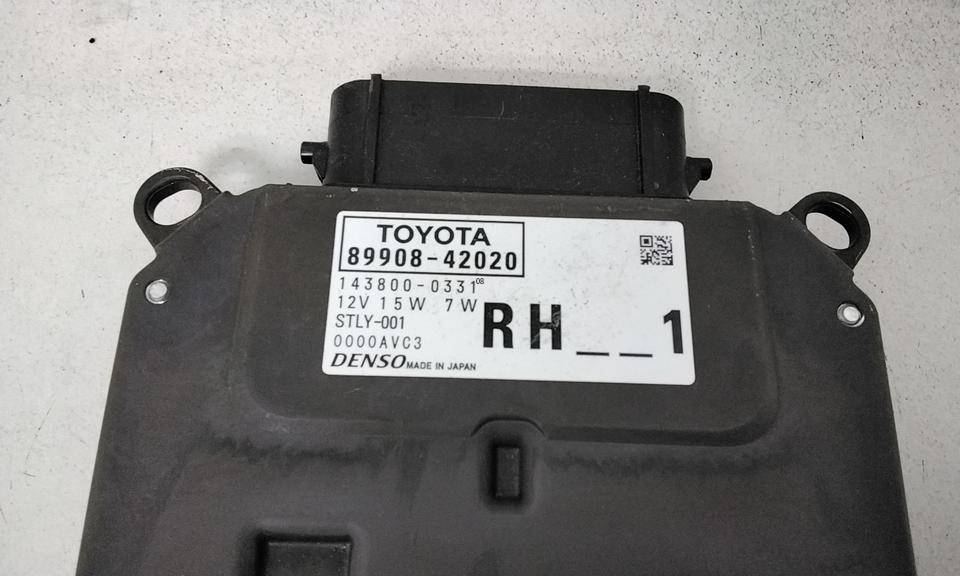 TOYOTA
89908-42020
143800-0331 08
12V 15W 7W
STLY-001
0000AVC3
RH__1
DENSO MADE IN JAPAN